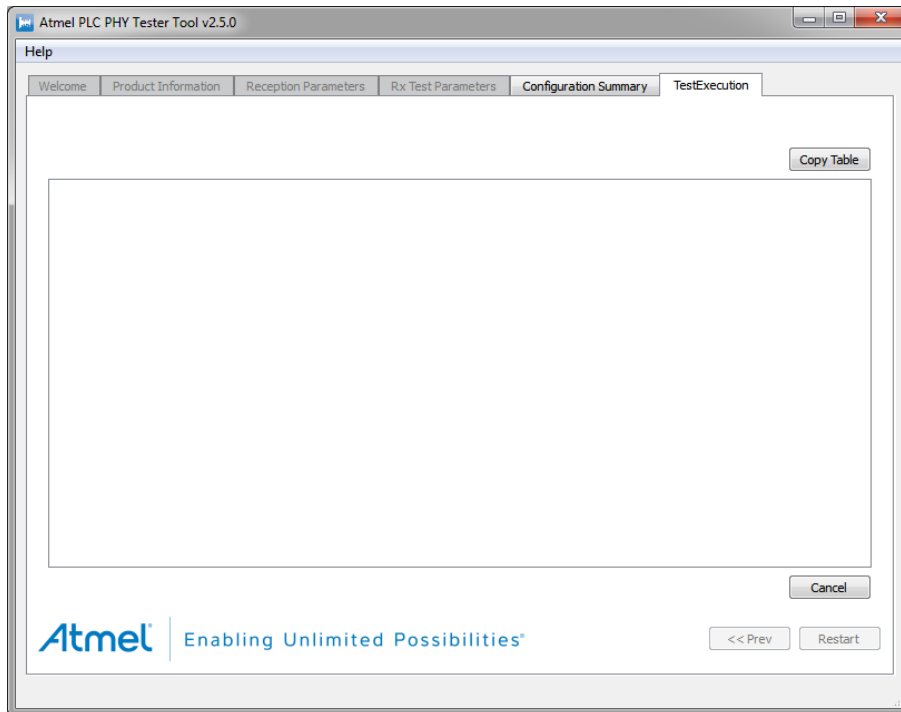 Atmel PLC PHY Tester Tool v2.5.0
Help
Welcome Product Information Reception Parameters Rx Test Parameters Configuration Summary TestExecution
Copy Table
Cancel
Atmel® Enabling Unlimited Possibilities®
<< Prev Restart